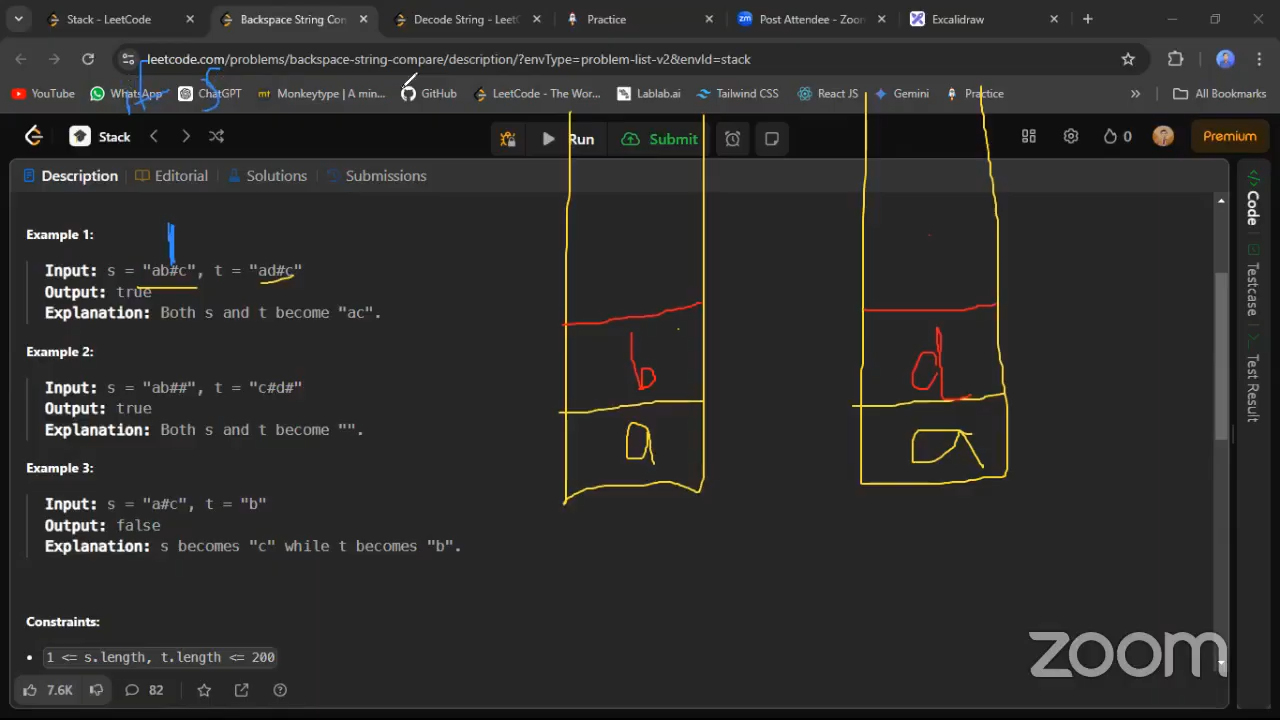 Stack - LeetCode
Backspace String Con
Decode String - LeetC
Practice
zm
Post Attendee - Zoom
Excalidraw
leetcode.com/problems/backspace-string-compare/description/?envType=problem-list-v2&envId=stack
YouTube
WhatsApp
ChatGPT
mt
Monkeytype | A min...
GitHub
LeetCode - The Wor...
Lablab.ai
Tailwind CSS
React JS
Gemini
Practice
All Bookmarks
Stack
Run
Submit
0
Premium
Description
Editorial
Solutions
Submissions
Code
Testcase
Test Result
Example 1:
Input: s = "ab#c", t = "ad#c"
Output: true
Explanation: Both s and t become "ac".
Example 2:
Input: s = "ab##", t = "c#d#"
Output: true
Explanation: Both s and t become "".
Example 3:
Input: s = "a#c", t = "b"
Output: false
Explanation: s becomes "c" while t becomes "b".
Constraints:
1 <= s.length, t.length <= 200
7.6K
82
b
d
a
a
zoom